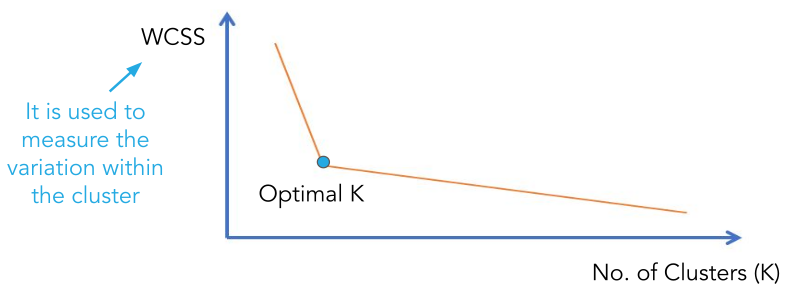 WCSS
It is used to
measure the
variation within
the cluster
Optimal K
No. of Clusters (K)